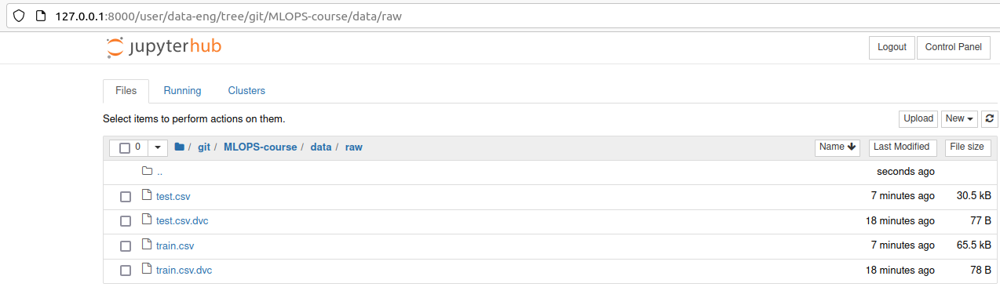 127.0.0.1:8000/user/data-eng/tree/git/MLOPS-course/data/raw
jupyterhub
Logout Control Panel
Files Running Clusters
Select items to perform actions on them.
Upload New
0 / git / MLOPS-course / data / raw Name Last Modified File size
.. seconds ago
test.csv 7 minutes ago 30.5 kB
test.csv.dvc 18 minutes ago 77 B
train.csv 7 minutes ago 65.5 kB
train.csv.dvc 18 minutes ago 78 B